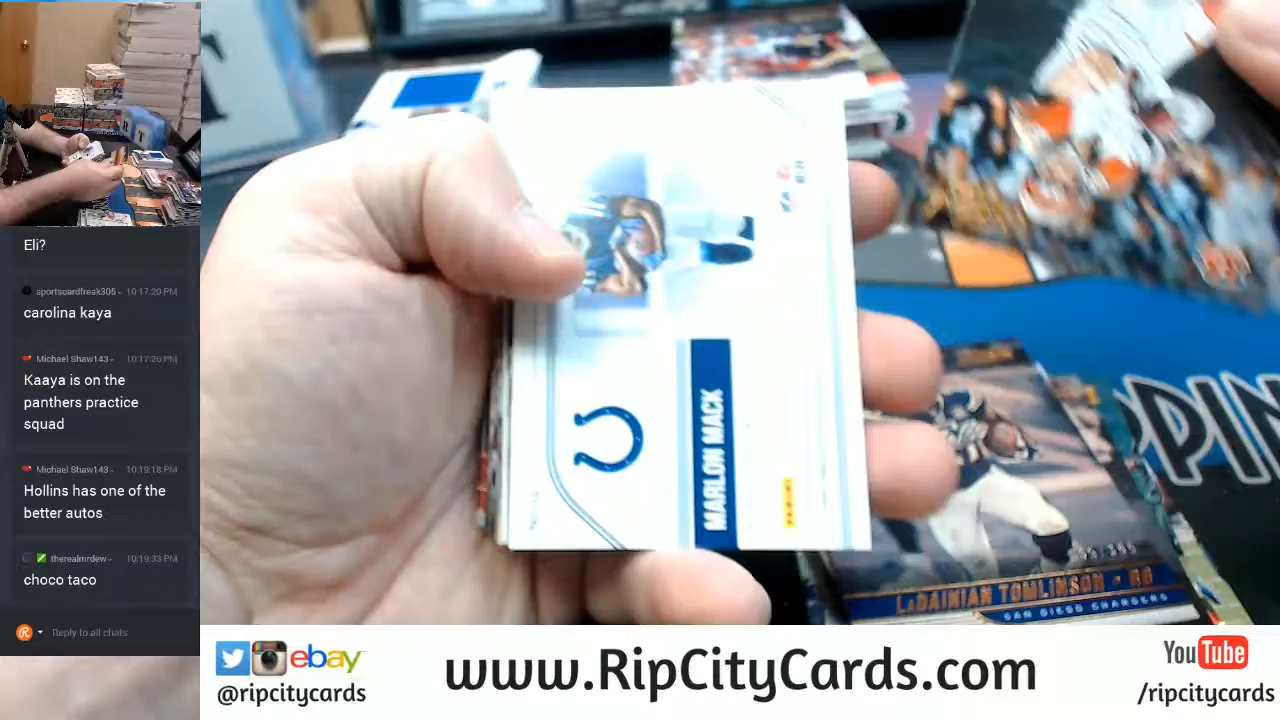 Eli?
sportscardfreak305 - 10:17:20 PM
carolina kaya
Michael Shaw143 - 10:17:26 PM
Kaaya is on the
panthers practice
squad
Michael Shaw143 - 10:19:18 PM
Hollins has one of the
better autos
therealmrdew - 10:19:33 PM
choco taco
Reply to all chats
MARLON MACK
PANINI
LaDAINIAN TOMLINSON - RB
SAN DIEGO CHARGERS
PPIN
ebay
@ripcitycards
www.RipCityCards.com
YouTube
/ripcitycards